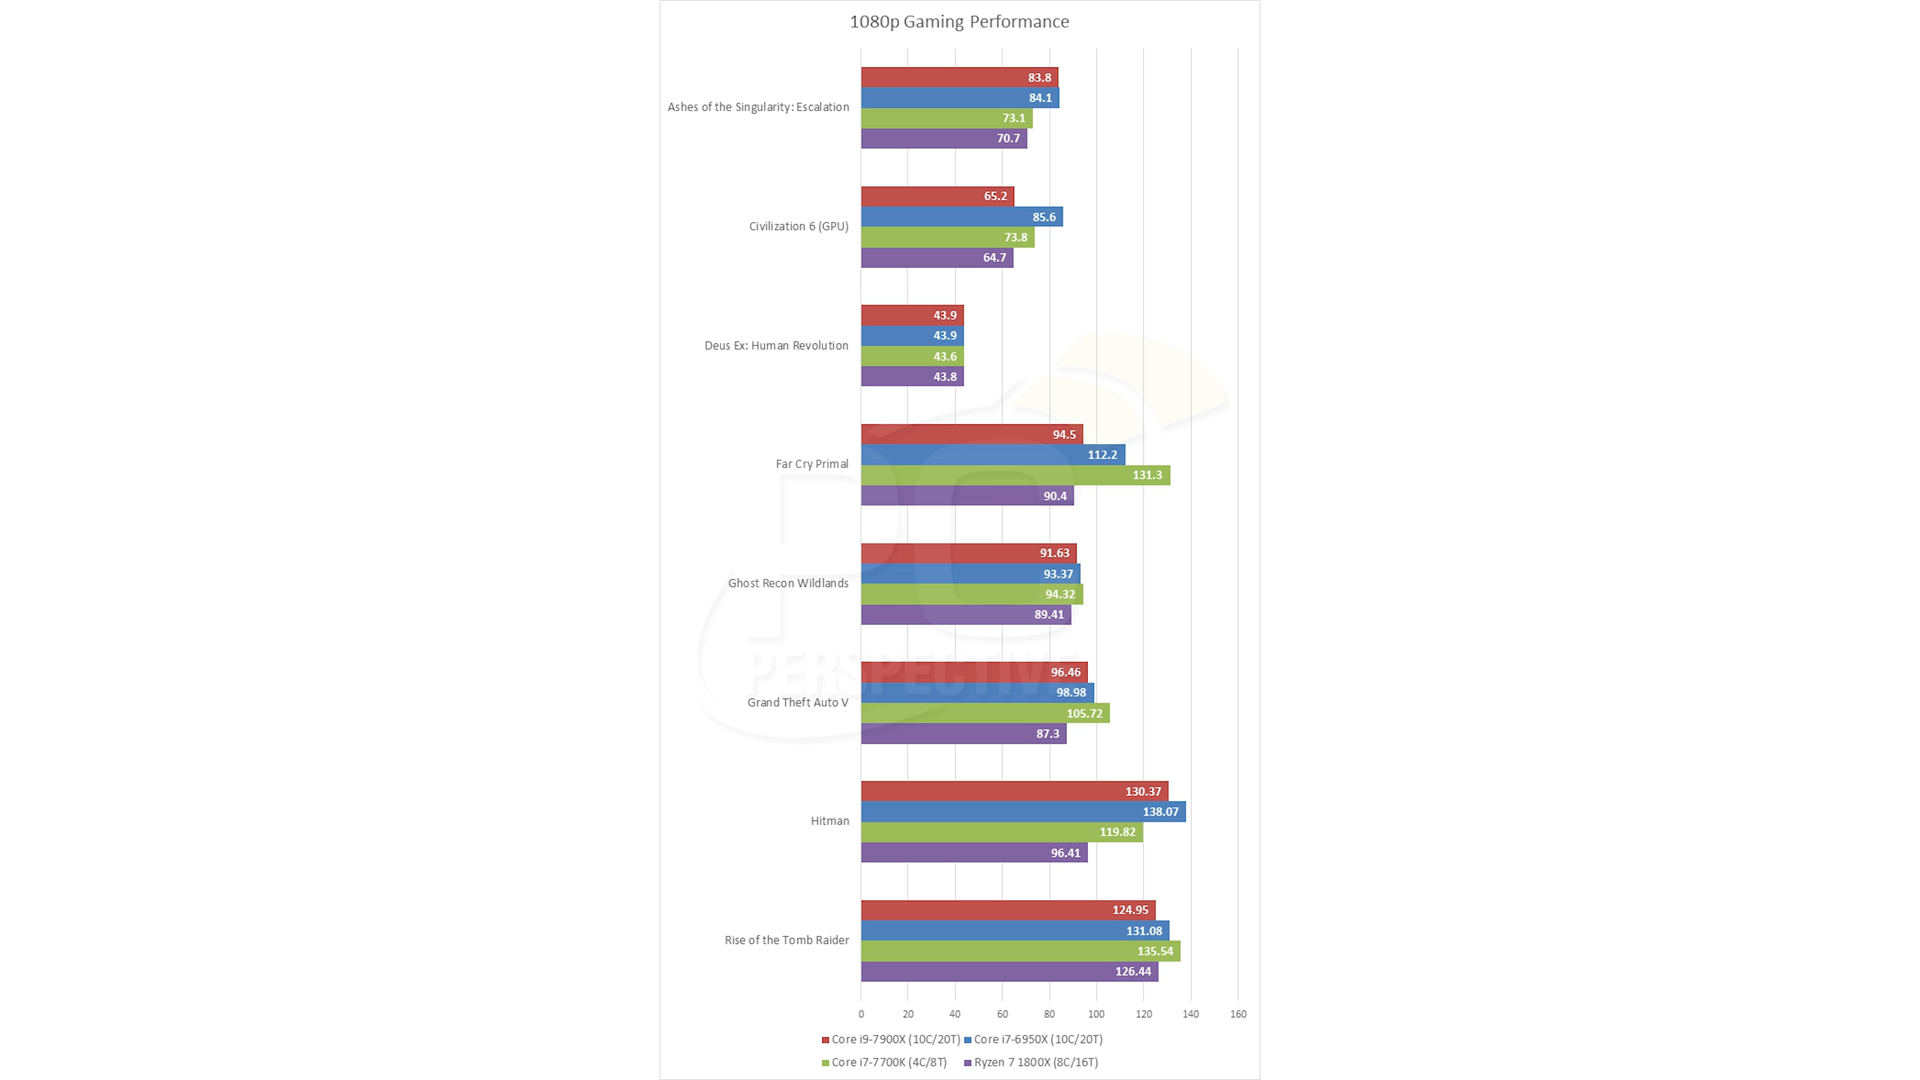 1080p Gaming Performance
Ashes of the Singularity: Escalation
83.8
84.1
73.1
70.7
Civilization 6 (GPU)
65.2
85.6
73.8
64.7
Deus Ex: Human Revolution
43.9
43.9
43.6
43.8
Far Cry Primal
94.5
112.2
131.3
90.4
Ghost Recon Wildlands
91.63
93.37
94.32
89.41
PC
PERSPECTIVE
Grand Theft Auto V
96.46
98.98
105.72
87.3
Hitman
130.37
138.07
119.82
96.41
Rise of the Tomb Raider
124.95
131.08
135.54
126.44
0 20 40 60 80 100 120 140 160
Core i9-7900X (10C/20T) Core i7-6950X (10C/20T)
Core i7-7700K (4C/8T) Ryzen 7 1800X (8C/16T)